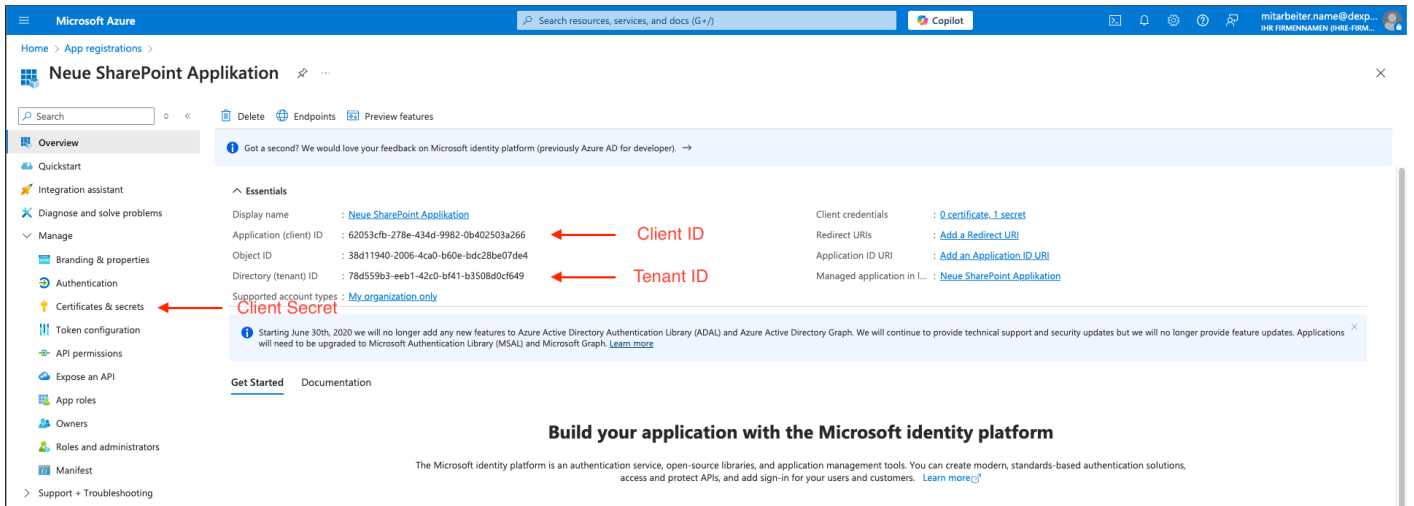 Microsoft Azure
Search resources, services, and docs (G+/)
Copilot
mitarbeiter.name@dexp...
IHR FIRMENNAMEN (IHRE-FIRM...
Home > App registrations >
Neue SharePoint Applikation
Search
Delete
Endpoints
Preview features
Overview
Got a second? We would love your feedback on Microsoft identity platform (previously Azure AD for developer).
Quickstart
Integration assistant
Diagnose and solve problems
Manage
Branding & properties
Authentication
Certificates & secrets
Token configuration
API permissions
Expose an API
App roles
Owners
Roles and administrators
Manifest
Support + Troubleshooting
Essentials
Display name : Neue SharePoint Applikation
Application (client) ID : 62053cfb-278e-434d-9982-0b402503a266
Client ID
Object ID : 38d11940-2006-4ca0-b60e-bdc28be07de4
Directory (tenant) ID : 78d559b3-eeb1-42c0-bf41-b3508d0cf649
Tenant ID
Supported account types : My organization only
Client Secret
Client credentials : 0 certificate, 1 secret
Redirect URIs : Add a Redirect URI
Application ID URI : Add an Application ID URI
Managed application in l... : Neue SharePoint Applikation
Starting June 30th, 2020 we will no longer add any new features to Azure Active Directory Authentication Library (ADAL) and Azure Active Directory Graph. We will continue to provide technical support and security updates but we will no longer provide feature updates. Applications
will need to be upgraded to Microsoft Authentication Library (MSAL) and Microsoft Graph. Learn more
Get Started
Documentation
Build your application with the Microsoft identity platform
The Microsoft identity platform is an authentication service, open-source libraries, and application management tools. You can create modern, standards-based authentication solutions,
access and protect APIs, and add sign-in for your users and customers. Learn more